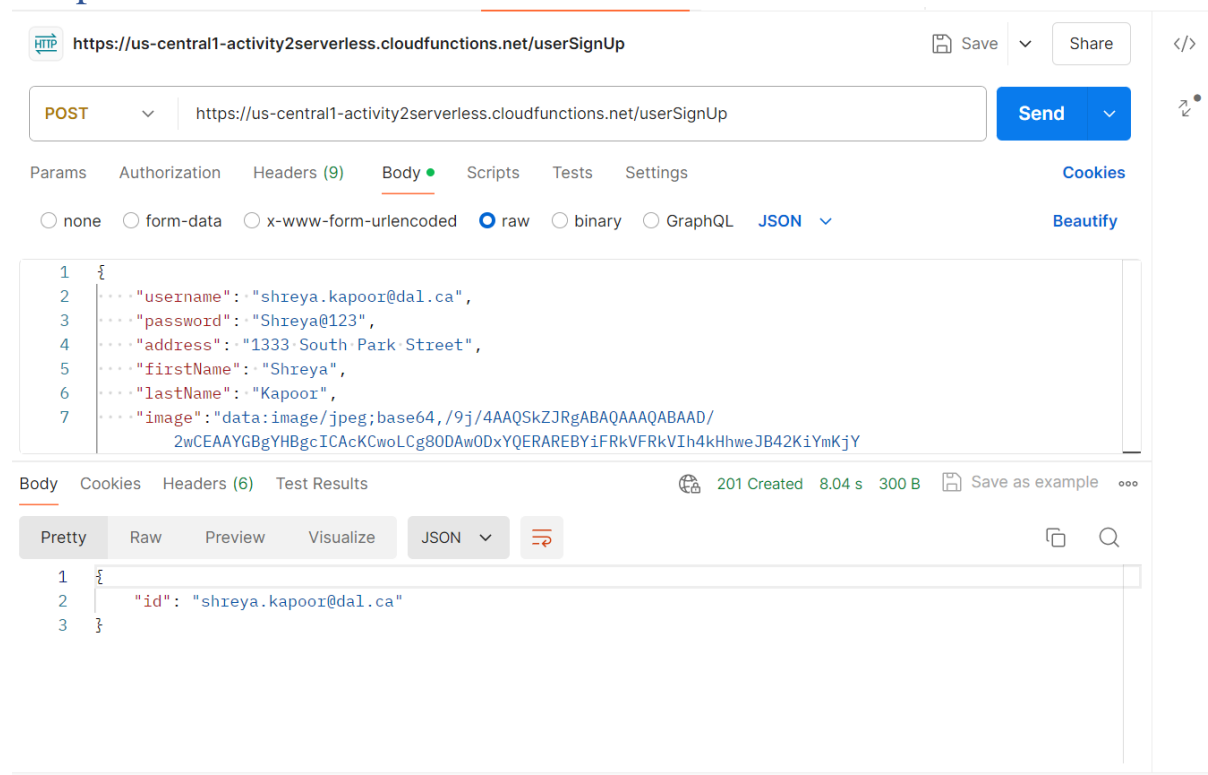 HTTP https://us-central1-activity2serverless.cloudfunctions.net/userSignUp Save Share </>
POST https://us-central1-activity2serverless.cloudfunctions.net/userSignUp Send
Params Authorization Headers (9) Body Scripts Tests Settings Cookies
none form-data x-www-form-urlencoded raw binary GraphQL JSON Beautify
1 {
2 "username": "shreya.kapoor@dal.ca",
3 "password": "Shreya@123",
4 "address": "1333 South Park Street",
5 "firstName": "Shreya",
6 "lastName": "Kapoor",
7 "image":"data:image/jpeg;base64,/9j/4AAQSkZJRgABAQAAAQABAAD/
2wCEAAYGBgYHBgcICAcKCwoLCg8ODAwODxYQERAREBYiFRkVFRkVIh4kHhweJB42KiYmKjY
Body Cookies Headers (6) Test Results 201 Created 8.04 s 300 B Save as example
Pretty Raw Preview Visualize JSON
1 {
2 "id": "shreya.kapoor@dal.ca"
3 }